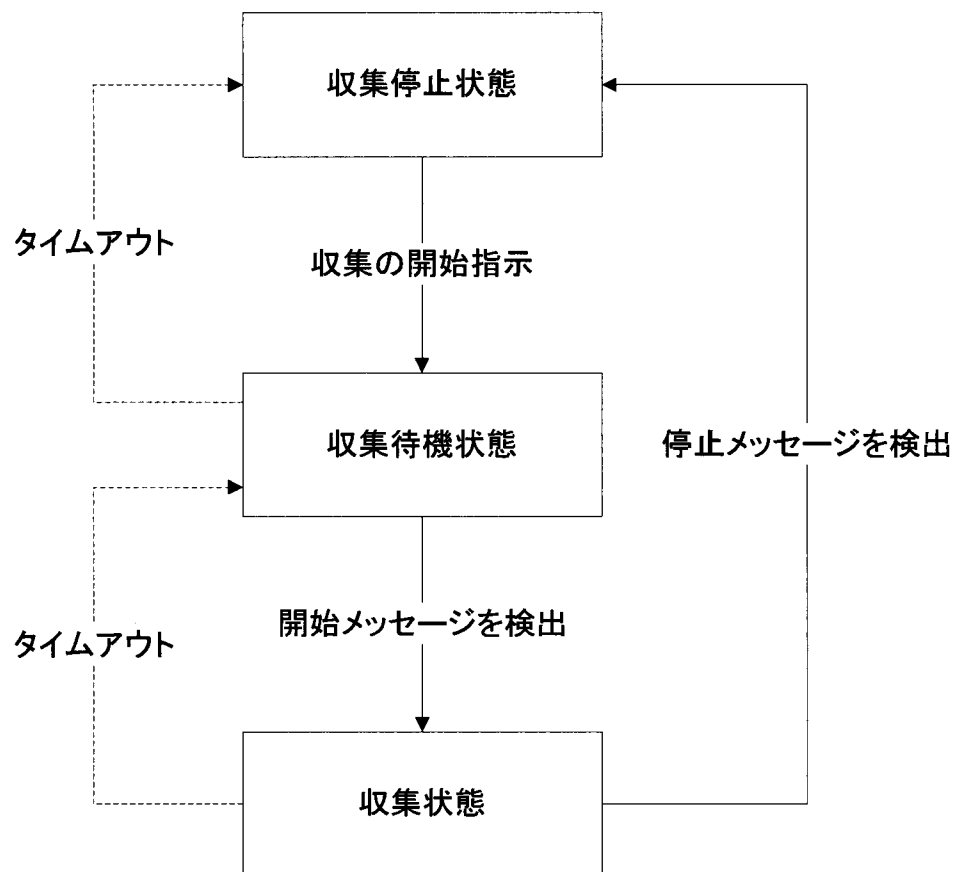 収集停止状態
タイムアウト
収集の開始指示
収集待機状態
停止メッセージを検出
開始メッセージを検出
タイムアウト
収集状態